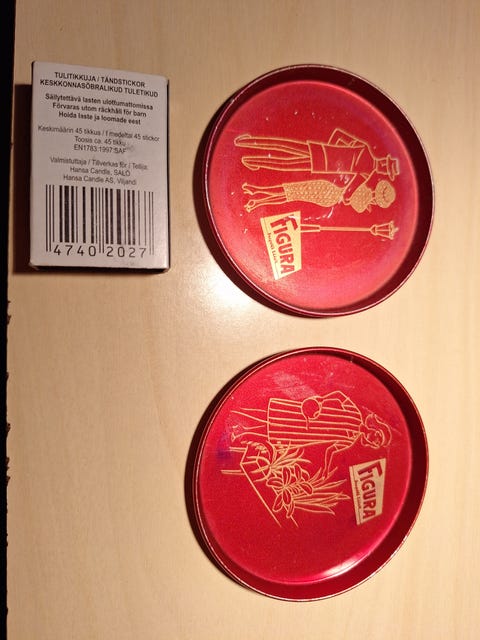 TULITIKKUJA / TÄNDSTICKOR
KESKKONNASÕBRALIKUD TULETIKUD
Säilytettävä lasten ulottumattomissa
Förvaras utom räckhåll för barn
Hoida laste ja loomade eest
Keskimäärin 45 tikkua / I medeltal 45 stickor
Toosis ca. 45 tikku
EN1783:1997:SAF
Valmistuttaja / Tillverkas för / Tellija:
Hansa Candle, SALO
Hansa Candle AS, Viljandi
4740 2027
FIGURA
FIGURA